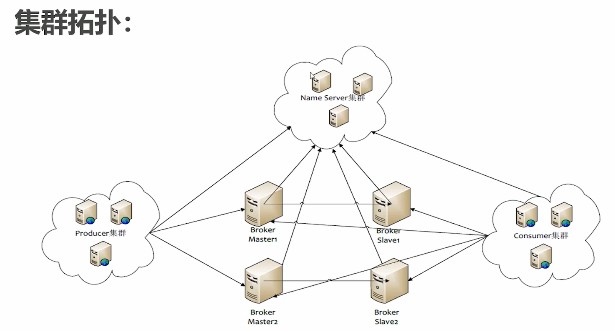 集群拓扑：
Name Server集群
Producer集群
Broker
Master1
Broker
Slave1
Consumer集群
Broker
Master2
Broker
Slave2